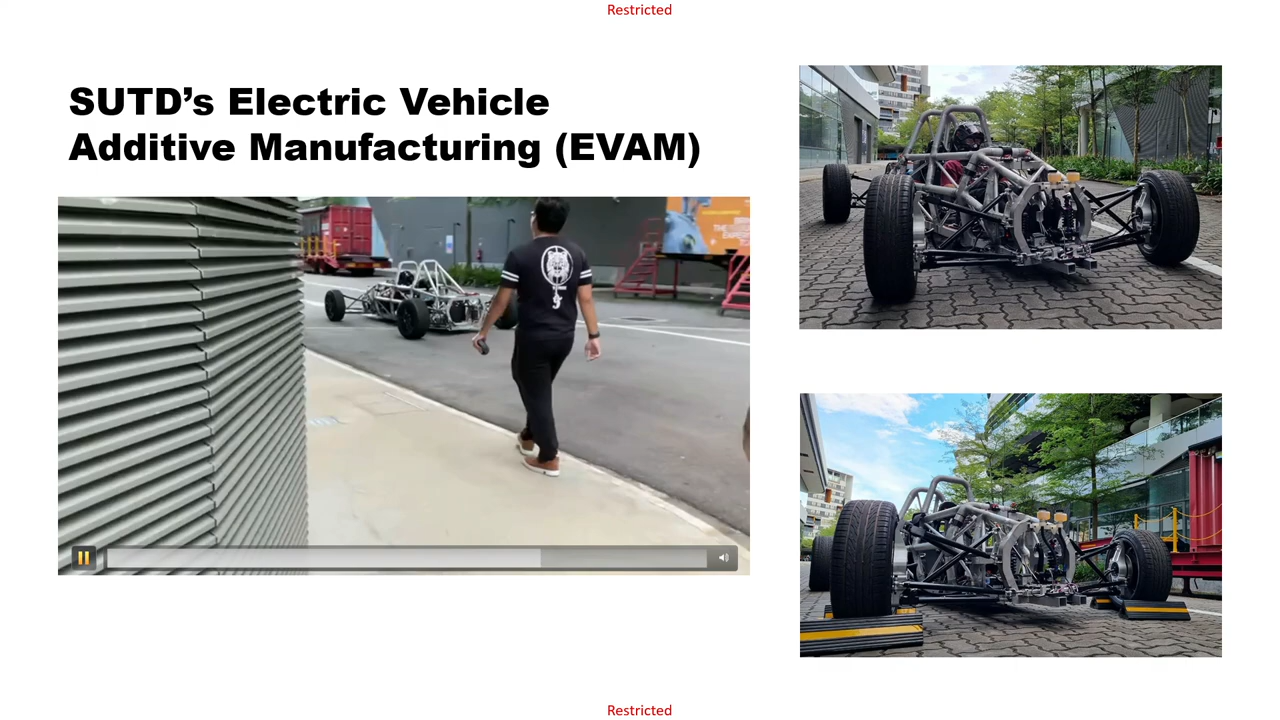 Restricted
SUTD’s Electric Vehicle
Additive Manufacturing (EVAM)
Restricted